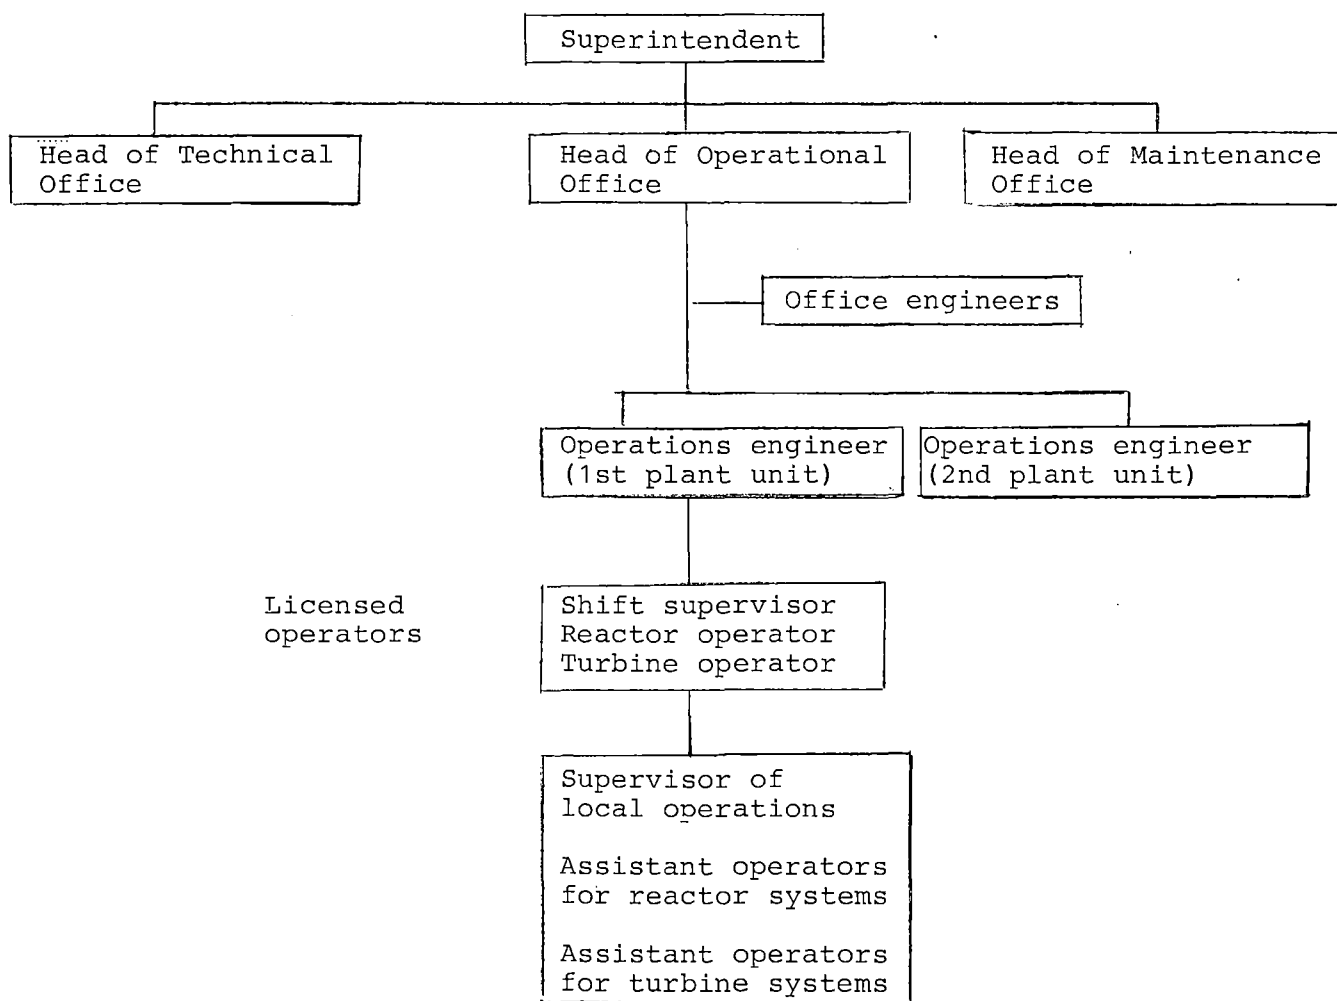 Superintendent
Head of Technical
Office
Head of Operational
Office
Head of Maintenance
Office
Office engineers
Operations engineer
(1st plant unit)
Operations engineer
(2nd plant unit)
Licensed
operators
Shift supervisor
Reactor operator
Turbine operator
Supervisor of
local operations
Assistant operators
for reactor systems
Assistant operators
for turbine systems